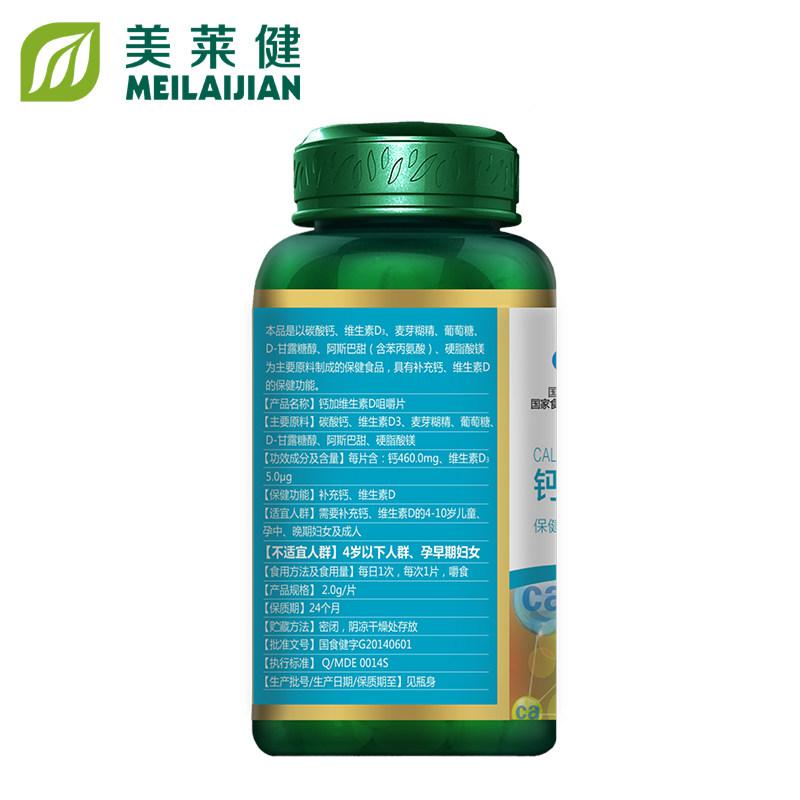 美莱健
MEILAIJIAN
本品是以碳酸钙、维生素D₃、麦芽糊精、葡萄糖、
D-甘露糖醇、阿斯巴甜（含苯丙氨酸）、硬脂酸镁
为主要原料制成的保健食品，具有补充钙、维生素D
的保健功能。
【产品名称】钙加维生素D咀嚼片
【主要原料】碳酸钙、维生素D3、麦芽糊精、葡萄糖、
D-甘露糖醇、阿斯巴甜、硬脂酸镁
【功效成分及含量】每片含：钙460.0mg、维生素D₃
5.0μg
【保健功能】补充钙、维生素D
【适宜人群】需要补充钙、维生素D的4-10岁儿童、
孕中、晚期妇女及成人
【不适宜人群】4岁以下人群、孕早期妇女
【食用方法及食用量】每日1次，每次1片，嚼食
【产品规格】2.0g/片
【保质期】24个月
【贮藏方法】密闭，阴凉干燥处存放
【批准文号】国食健字G20140601
【执行标准】Q/MDE 0014S
【生产批号/生产日期/保质期至】见瓶身
国
国家食
CAL
钙
保健
ca
ca